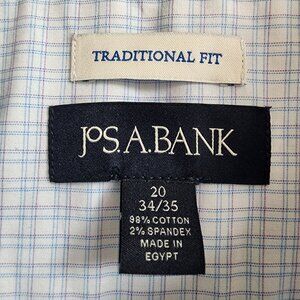 TRADITIONAL FIT
JOS.A.BANK
20
34/35
98% COTTON
2% SPANDEX
MADE IN
EGYPT